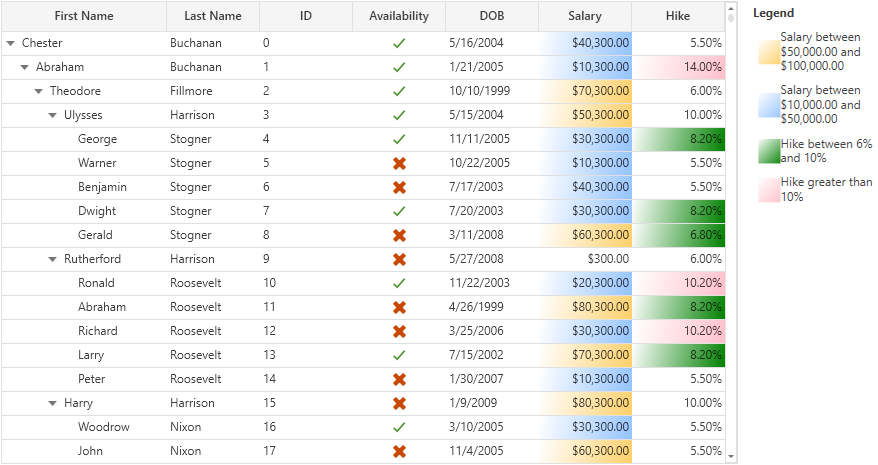 First Name Last Name ID Availability DOB Salary Hike
Chester Buchanan 0 5/16/2004 $40,300.00 5.50%
Abraham Buchanan 1 1/21/2005 $10,300.00 14.00%
Theodore Fillmore 2 10/10/1999 $70,300.00 6.00%
Ulysses Harrison 3 5/15/2004 $50,300.00 10.00%
George Stogner 4 11/11/2005 $30,300.00 8.20%
Warner Stogner 5 10/22/2005 $10,300.00 5.50%
Benjamin Stogner 6 7/17/2003 $40,300.00 5.50%
Dwight Stogner 7 7/20/2003 $30,300.00 8.20%
Gerald Stogner 8 3/11/2008 $60,300.00 6.80%
Rutherford Harrison 9 5/27/2008 $300.00 6.00%
Ronald Roosevelt 10 11/22/2003 $20,300.00 10.20%
Abraham Roosevelt 11 4/26/1999 $80,300.00 8.20%
Richard Roosevelt 12 3/25/2006 $30,300.00 10.20%
Larry Roosevelt 13 7/15/2002 $70,300.00 8.20%
Peter Roosevelt 14 1/30/2007 $10,300.00 5.50%
Harry Harrison 15 1/9/2009 $80,300.00 10.00%
Woodrow Nixon 16 3/10/2005 $30,300.00 5.50%
John Nixon 17 11/4/2005 $60,300.00 5.50%
Legend
Salary between
$50,000.00 and
$100,000.00
Salary between
$10,000.00 and
$50,000.00
Hike between 6%
and 10%
Hike greater than
10%